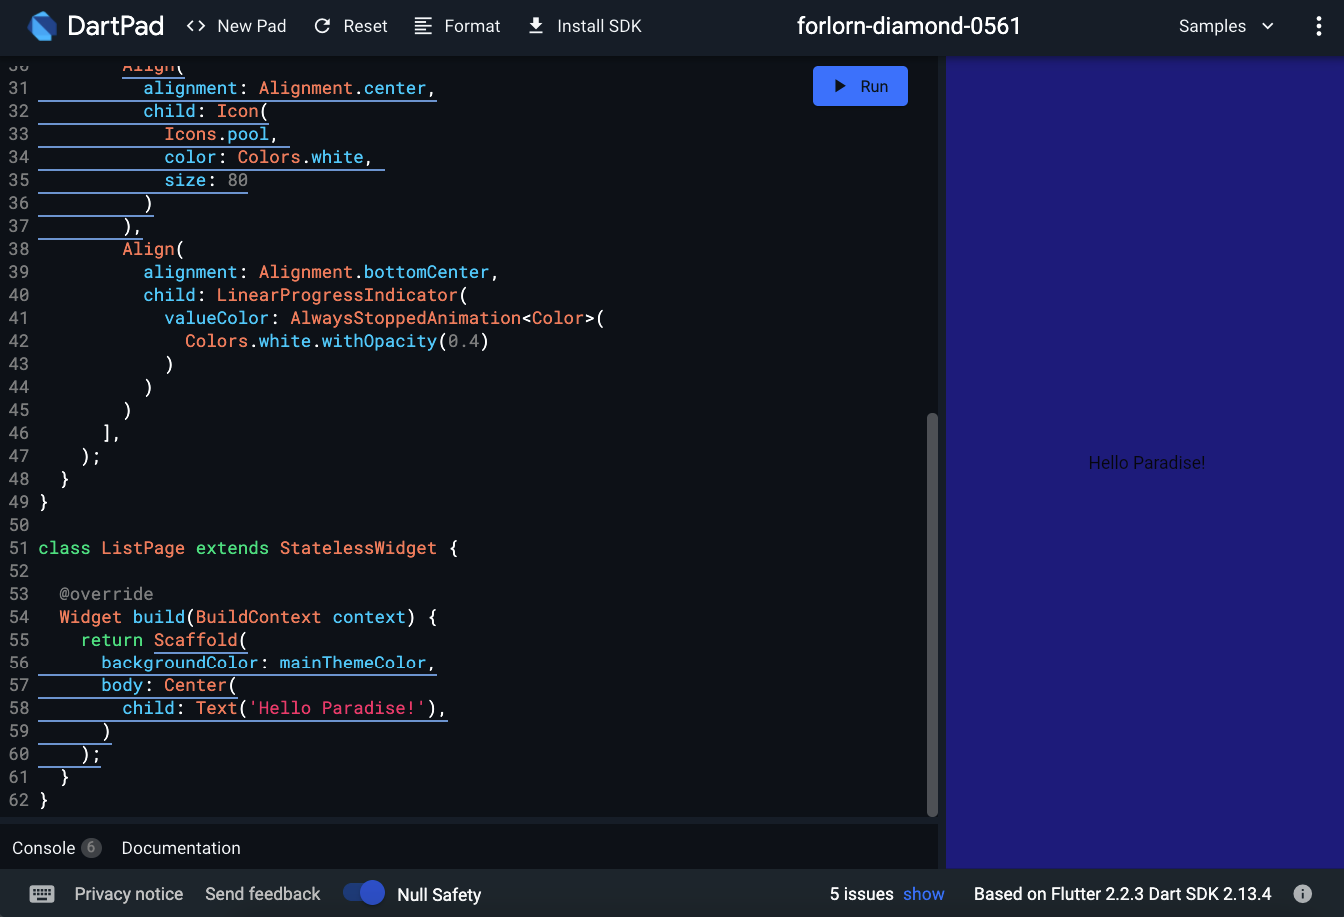 DartPad
<> New Pad
Reset
Format
Install SDK
forlorn-diamond-0561
Samples
30 Align(
31 alignment: Alignment.center,
32 child: Icon(
33 Icons.pool,
34 color: Colors.white,
35 size: 80
36 )
37 ),
38 Align(
39 alignment: Alignment.bottomCenter,
40 child: LinearProgressIndicator(
41 valueColor: AlwaysStoppedAnimation<Color>(
42 Colors.white.withOpacity(0.4)
43 )
44 )
45 )
46 ],
47 );
48 }
49 }
50
51 class ListPage extends StatelessWidget {
52
53 @override
54 Widget build(BuildContext context) {
55 return Scaffold(
56 backgroundColor: mainThemeColor,
57 body: Center(
58 child: Text('Hello Paradise!'),
59 )
60 );
61 }
62 }
Run
Hello Paradise!
Console 6
Documentation
Privacy notice
Send feedback
Null Safety
5 issues show
Based on Flutter 2.2.3 Dart SDK 2.13.4